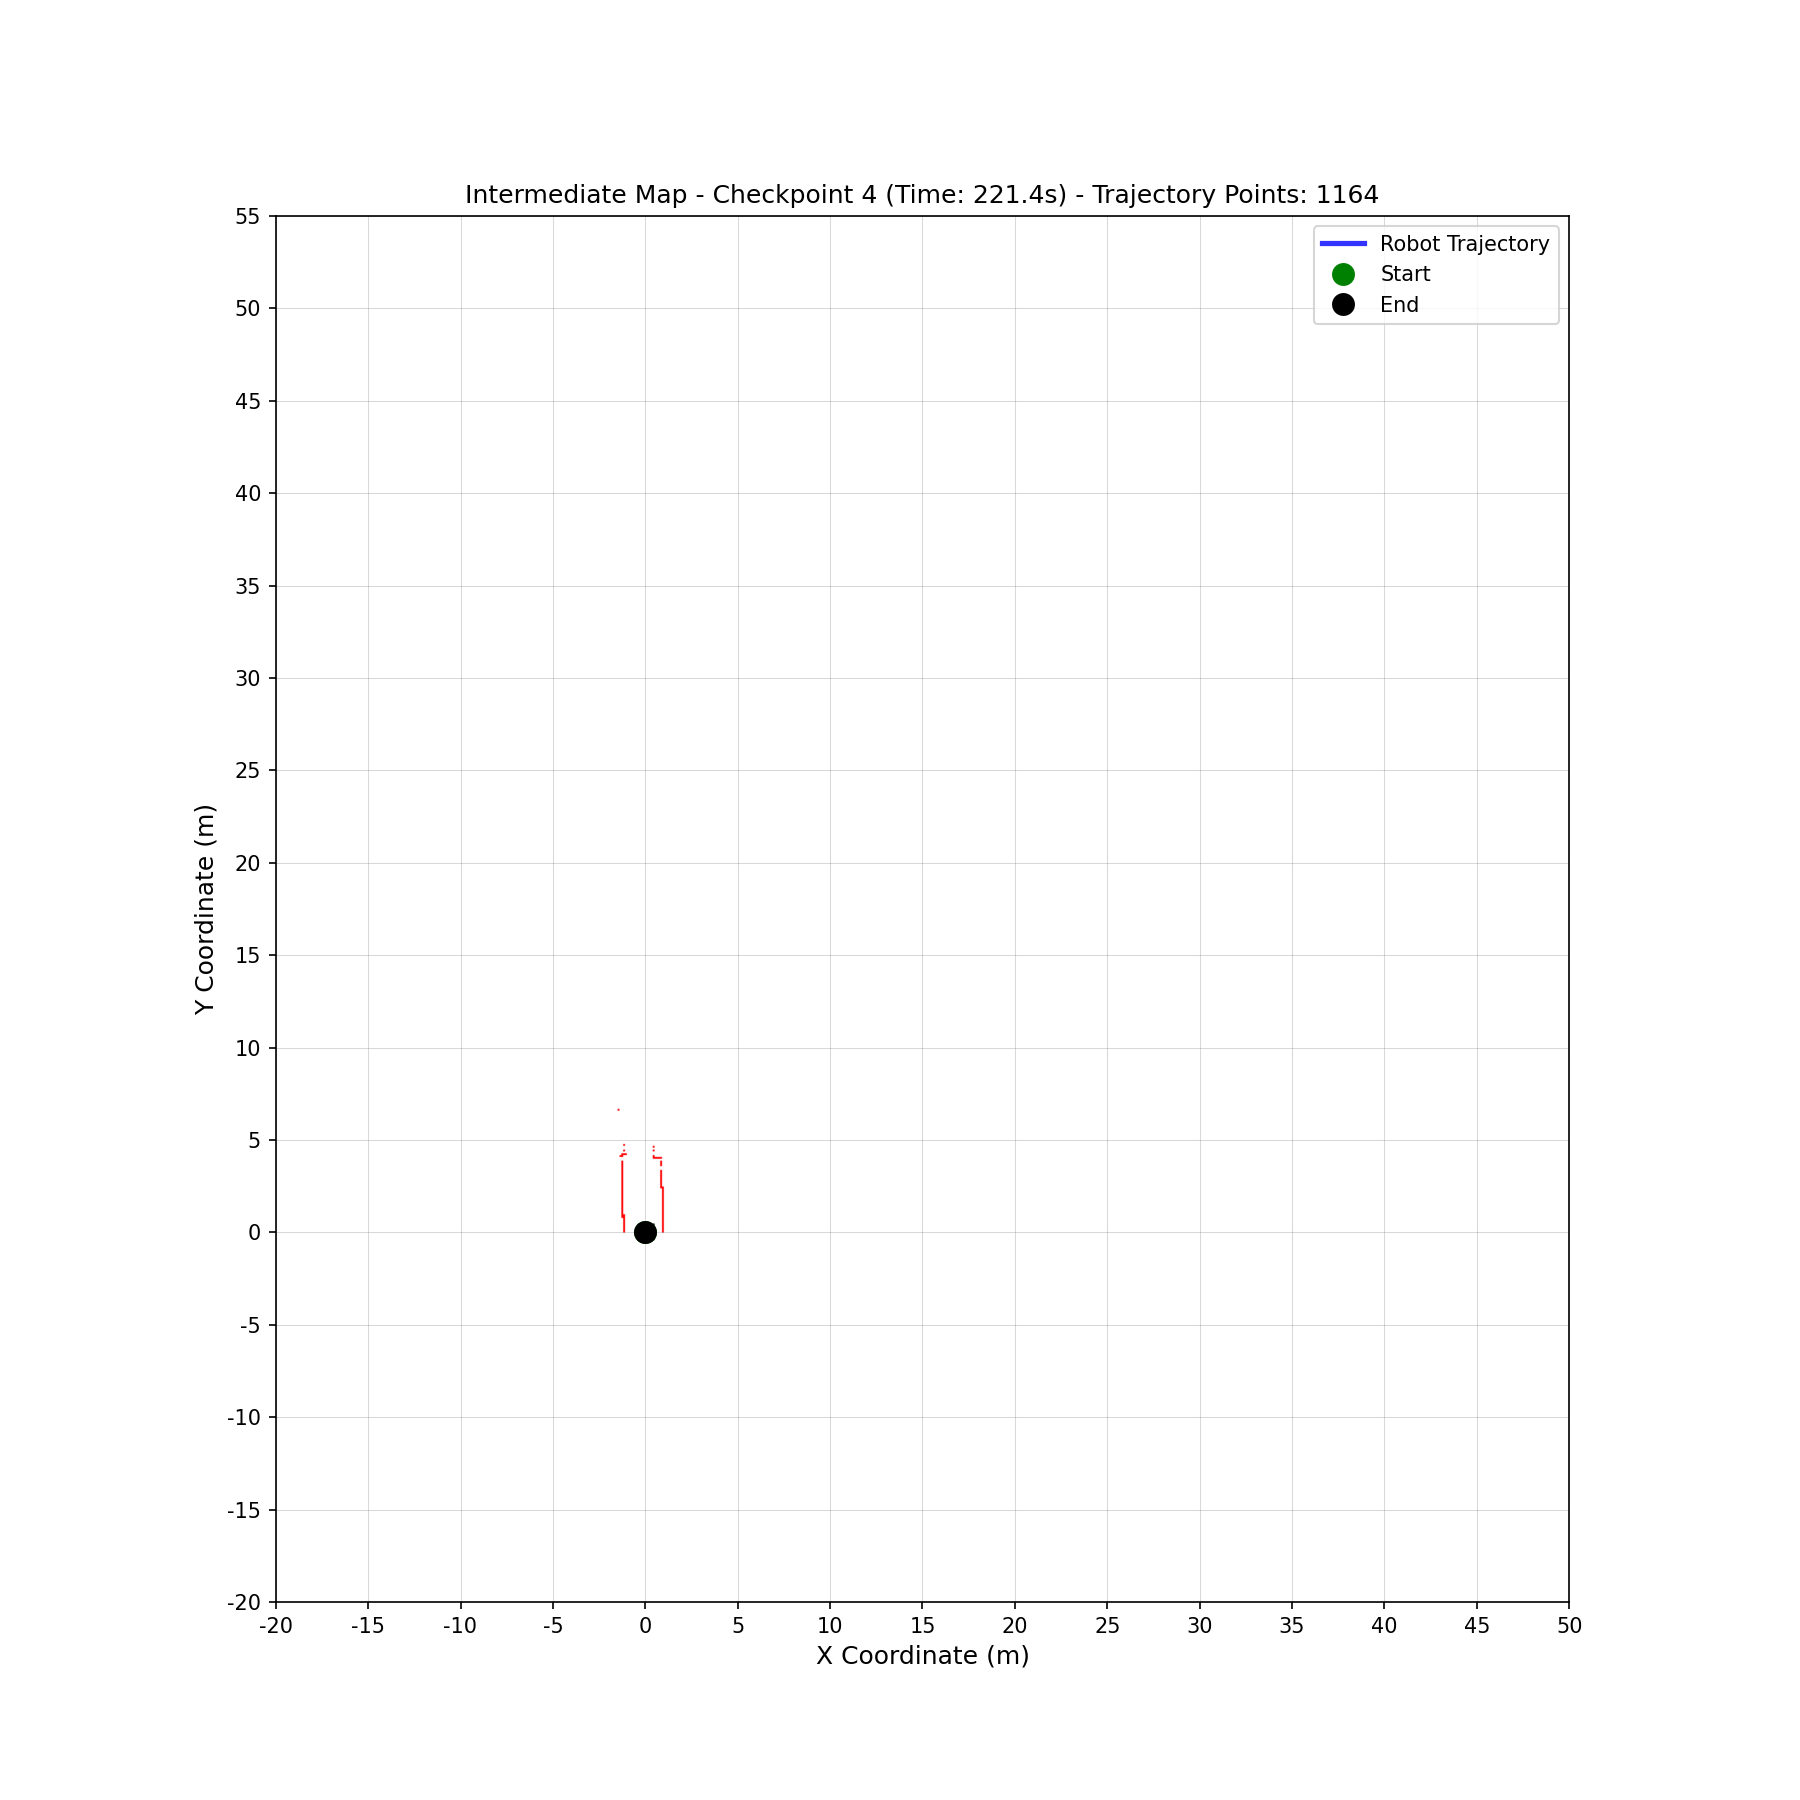 Intermediate Map - Checkpoint 4 (Time: 221.4s) - Trajectory Points: 1164
Robot Trajectory
Start
End
55
50
45
40
35
30
25
20
15
10
5
0
-5
-10
-15
-20
Y Coordinate (m)
-20 -15 -10 -5 0 5 10 15 20 25 30 35 40 45 50
X Coordinate (m)